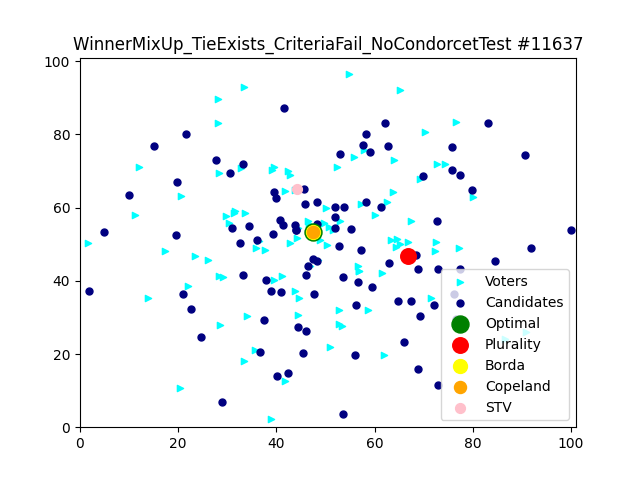 WinnerMixUp_TieExists_CriteriaFail_NoCondorcetTest #11637
100
80
60
40
20
0
0 20 40 60 80 100
Voters
Candidates
Optimal
Plurality
Borda
Copeland
STV